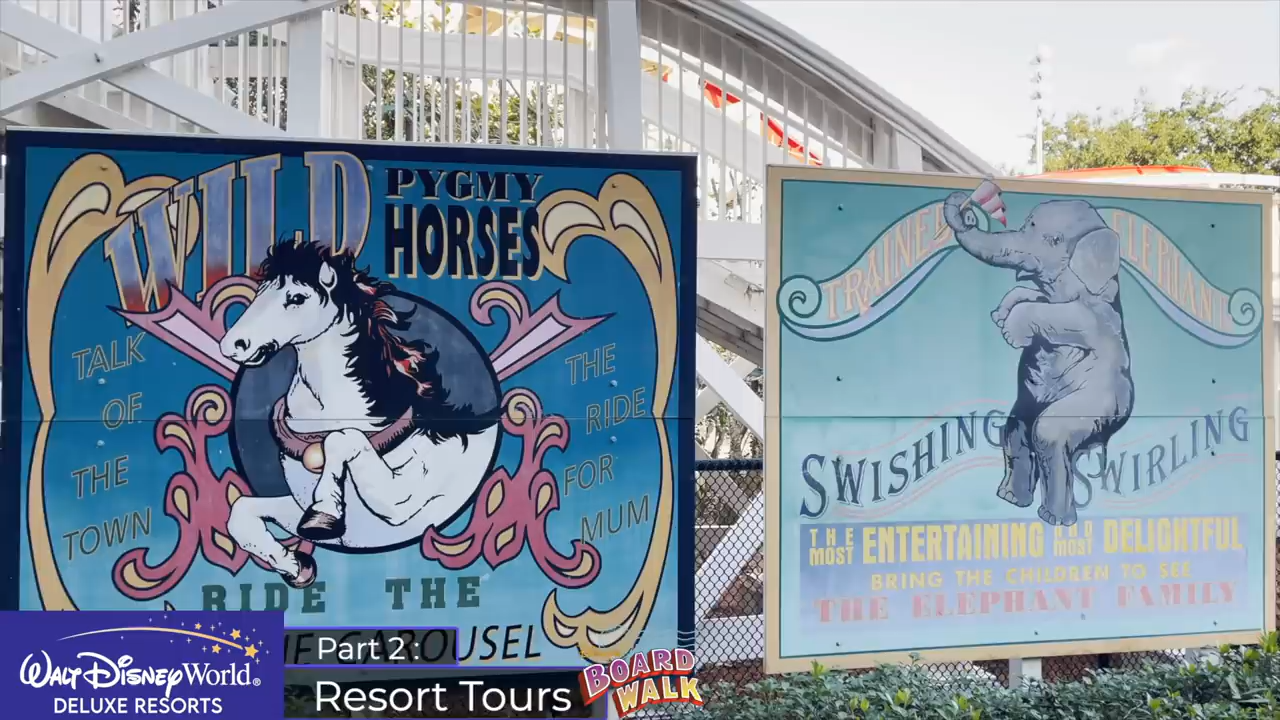 WILD PYGMY
HORSES
TALK
OF
THE
TOWN
THE
RIDE
FOR
MUM
RIDE THE
CAROUSEL
TRAINED
SWISHING SWIRLING
THE MOST ENTERTAINING AND MOST DELIGHTFUL
BRING THE CHILDREN TO SEE
THE ELEPHANT FAMILY
WALT DISNEY World®
DELUXE RESORTS
Part 2:
Resort Tours
BOARD
WALK